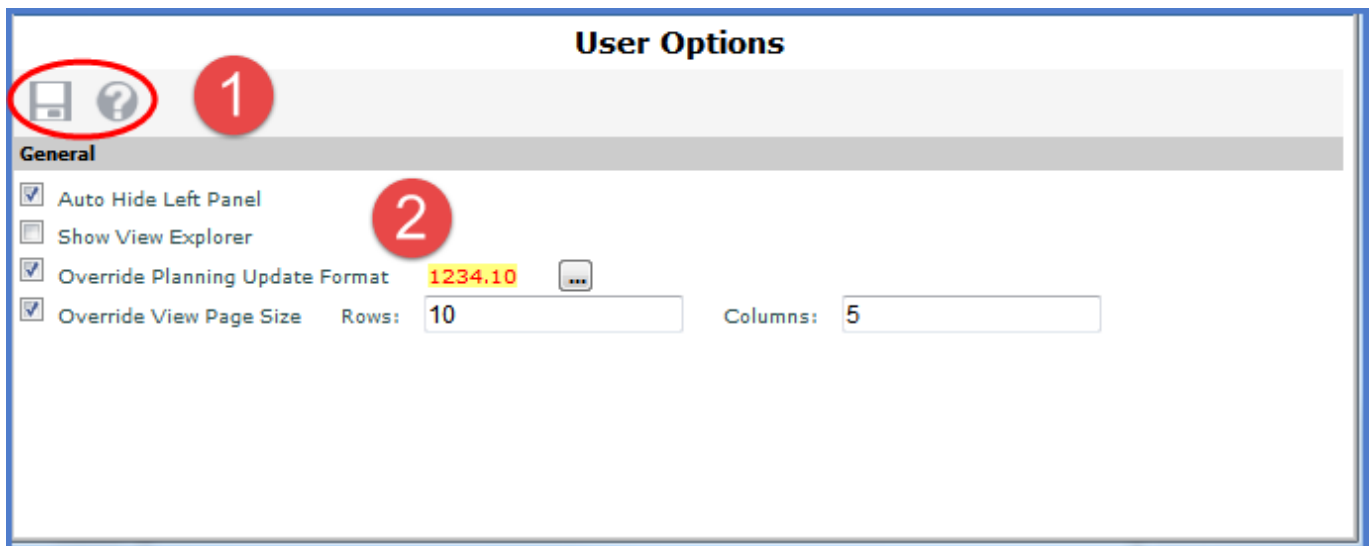 User Options
? 1
General
Auto Hide Left Panel
2
Show View Explorer
Override Planning Update Format 1234.10 ...
Override View Page Size Rows: 10 Columns: 5